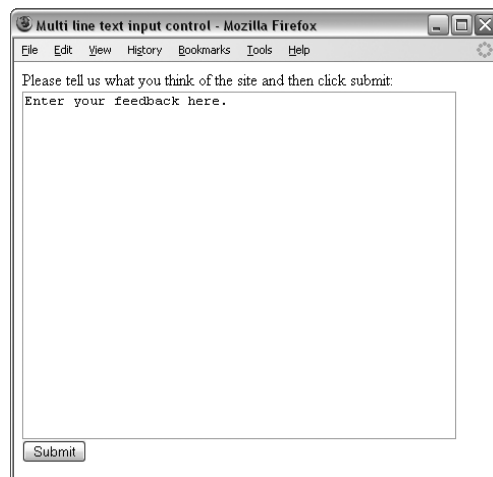 Multi line text input control - Mozilla Firefox
File Edit View History Bookmarks Tools Help
Please tell us what you think of the site and then click submit:
Enter your feedback here.
Submit